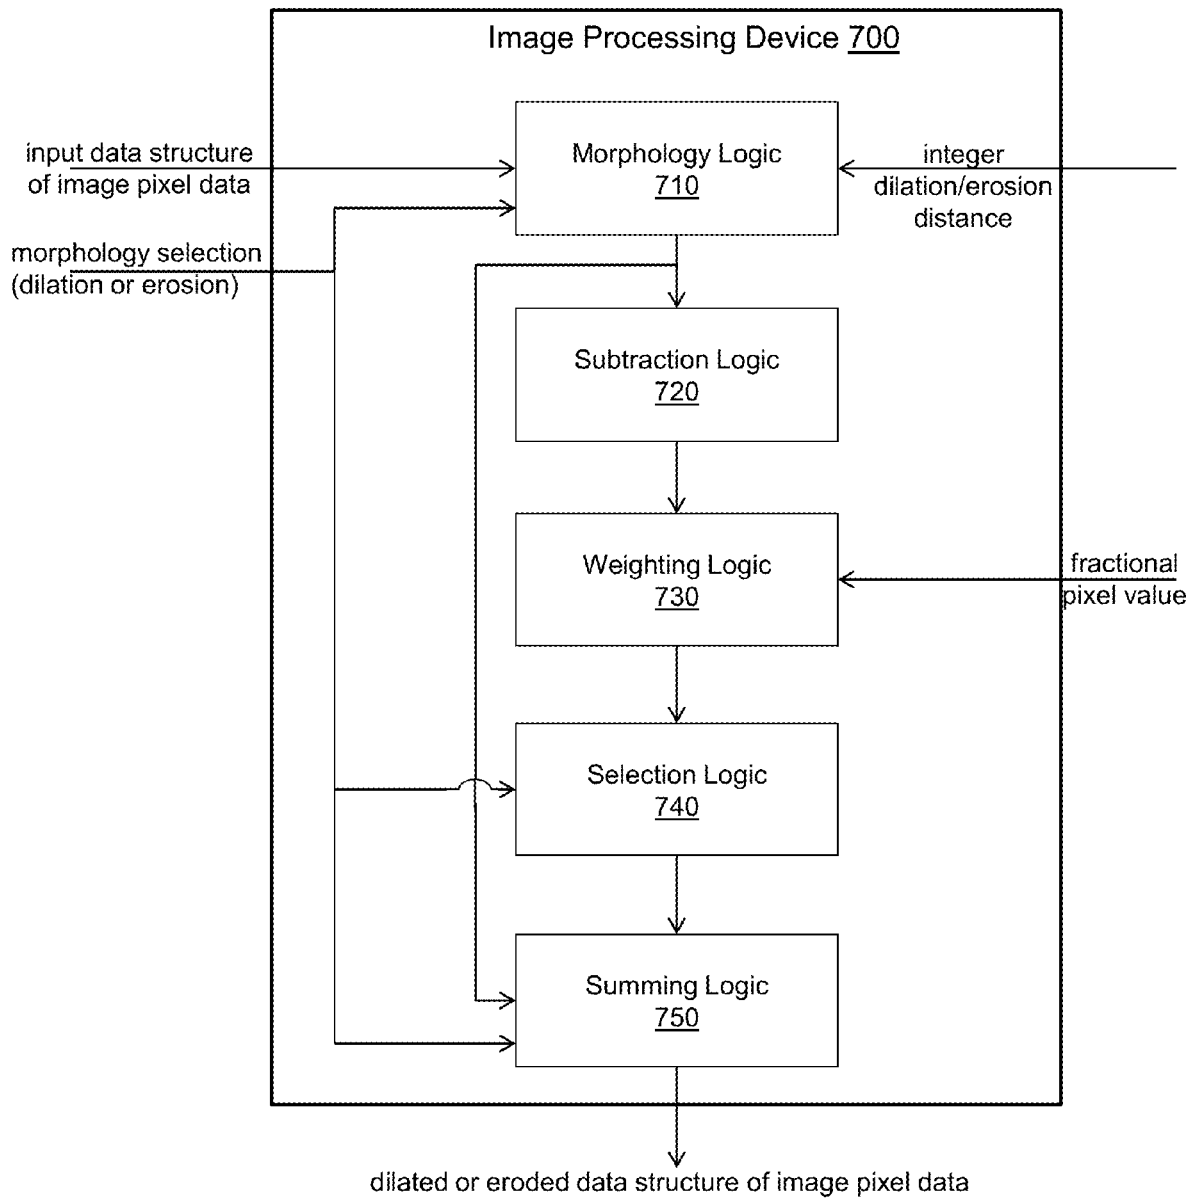 Image Processing Device 700
input data structure
of image pixel data
Morphology Logic
710
integer
dilation/erosion
distance
morphology selection
(dilation or erosion)
Subtraction Logic
720
Weighting Logic
730
fractional
pixel value
Selection Logic
740
Summing Logic
750
dilated or eroded data structure of image pixel data